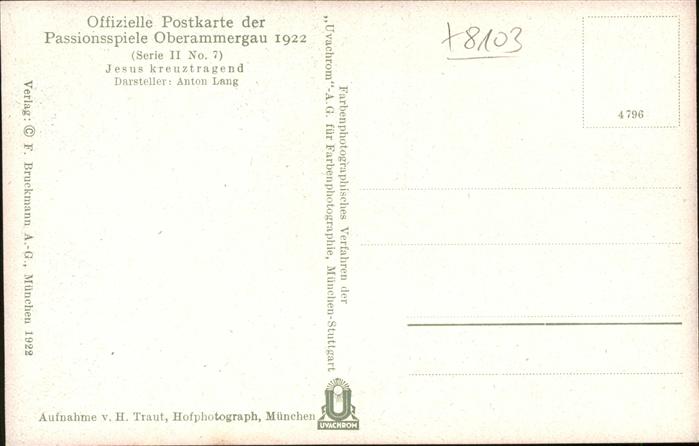 Offizielle Postkarte der
Passionsspiele Oberammergau 1922
(Serie II No. 7)
Jesus kreuztragend
Darsteller: Anton Lang
Verlag: © F. Bruckmann A.-G., München 1922
Aufnahme v. H. Traut, Hofphotograph, München
Farbenphotographisches Verfahren der
„Uvachrom“-A.G. für Farbenphotographie, München-Stuttgart
U
UVACHROM
+8103
4796